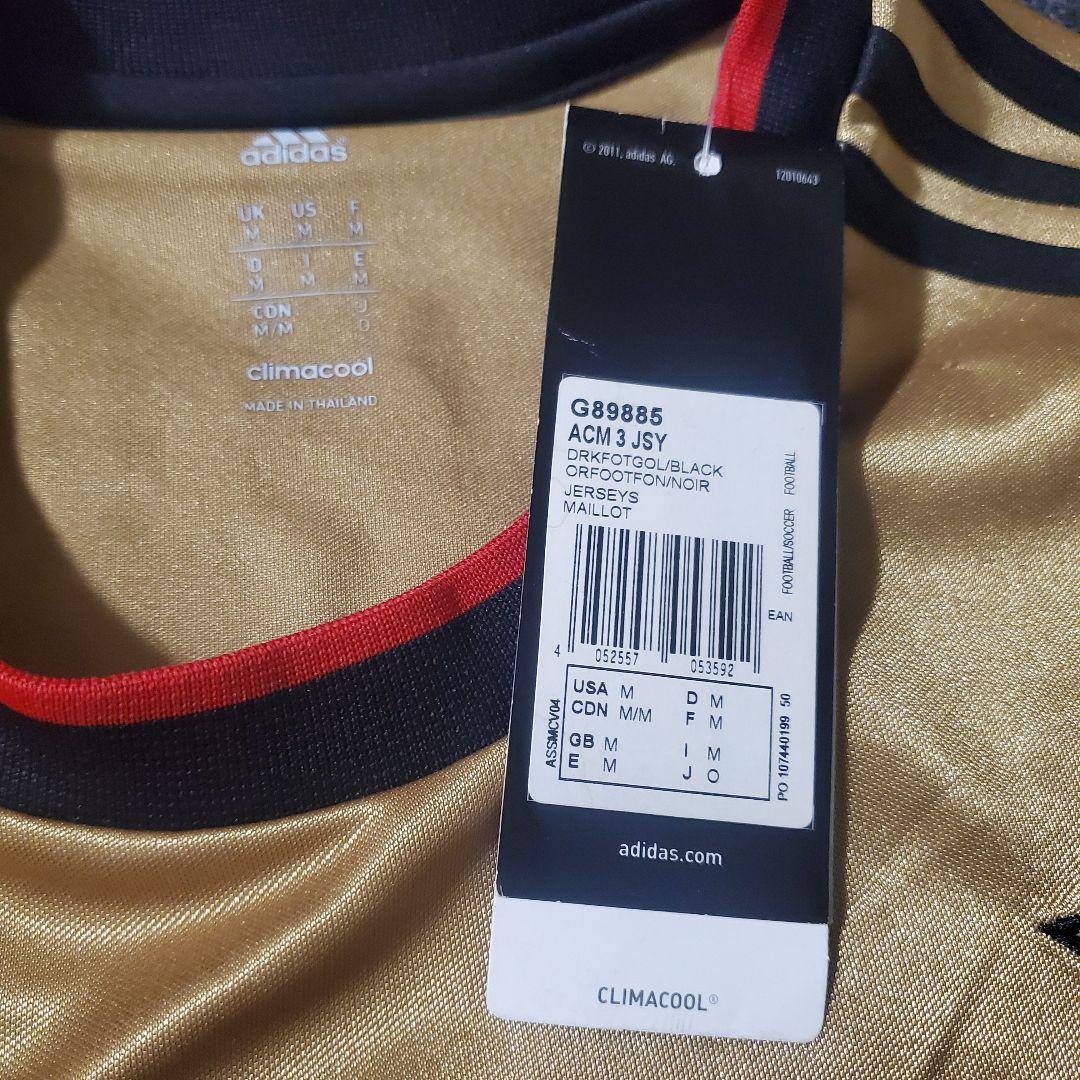 adidas
UK US F
M M M
D I E
M M M
CDN J
M/M O
climacool
MADE IN THAILAND
© 2011, adidas AG.
12010643
G89885
ACM 3 JSY
DRKFOTGOL/BLACK
ORFOOTFON/NOIR
JERSEYS
MAILLOT
FOOTBALL/SOCCER FOOTBALL
EAN
4 052557 053592
ASSMCV04
USA M D M
CDN M/M F M
GB M I M
E M J O
PO 107440199 50
adidas.com
CLIMACOOL®